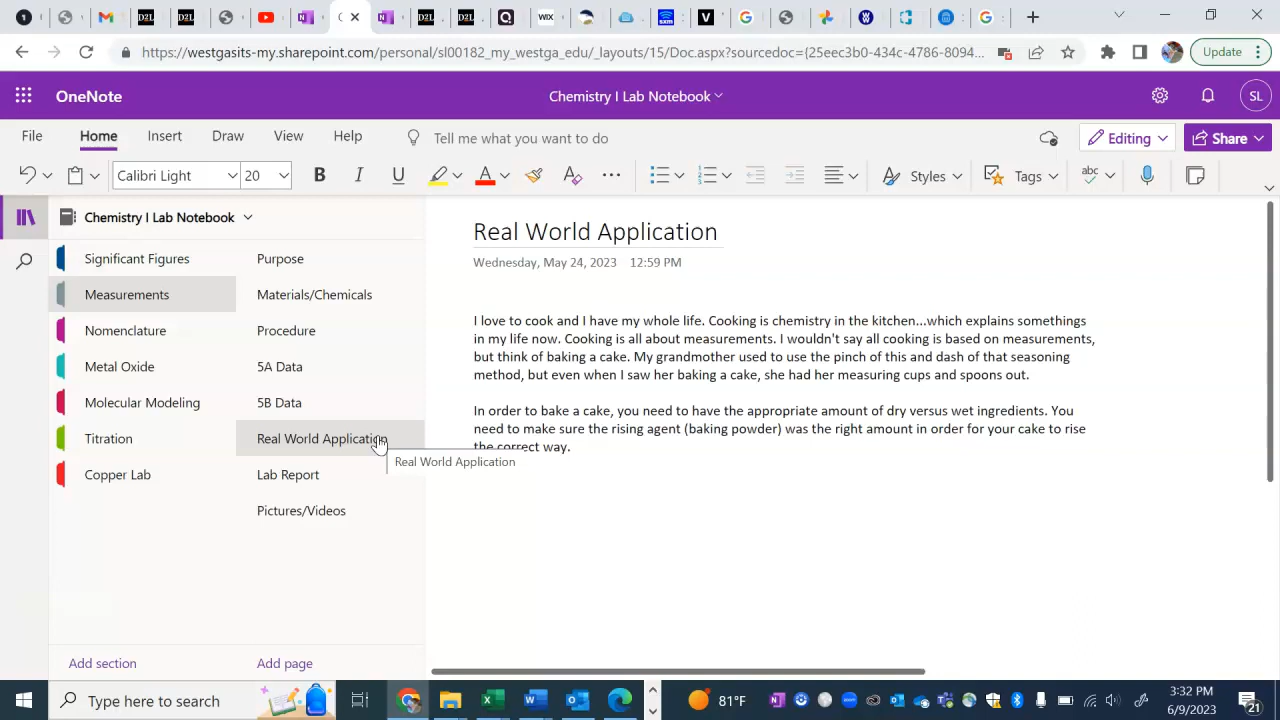 D2L D2L D2L D2L WIX sxm V
https://westgasits-my.sharepoint.com/personal/sl00182_my_westga_edu/_layouts/15/Doc.aspx?sourcedoc={25eec3b0-434c-4786-8094...
Update
OneNote
Chemistry I Lab Notebook
SL
File Home Insert Draw View Help Tell me what you want to do Editing Share
Calibri Light 20 B I U A Styles Tags abc
Chemistry I Lab Notebook
Significant Figures
Measurements
Nomenclature
Metal Oxide
Molecular Modeling
Titration
Copper Lab
Add section
Purpose
Materials/Chemicals
Procedure
5A Data
5B Data
Real World Application
Real World Application
Lab Report
Pictures/Videos
Add page
Real World Application
Wednesday, May 24, 2023 12:59 PM
I love to cook and I have my whole life. Cooking is chemistry in the kitchen...which explains somethings
in my life now. Cooking is all about measurements. I wouldn't say all cooking is based on measurements,
but think of baking a cake. My grandmother used to use the pinch of this and dash of that seasoning
method, but even when I saw her baking a cake, she had her measuring cups and spoons out.
In order to bake a cake, you need to have the appropriate amount of dry versus wet ingredients. You
need to make sure the rising agent (baking powder) was the right amount in order for your cake to rise
the correct way.
Type here to search
81°F
3:32 PM
6/9/2023
21